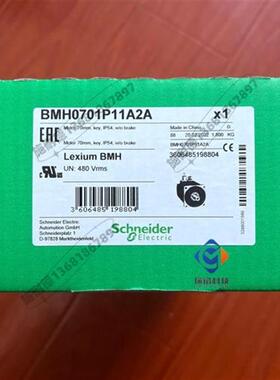 BMH0701P11A2A
x1
EAC
Motor 70mm, key, IP54, w/o brake
Motor 70mm, key, IP54, w/o brake
Made in China
BMH0701P11A2A
3606485198804
Lexium BMH
UN: 480 Vrms
3 606485 198804
Schneider Electric
Automation GmbH
Schneiderplatz 1
D-97828 Marktheidenfeld
Schneider
Electric